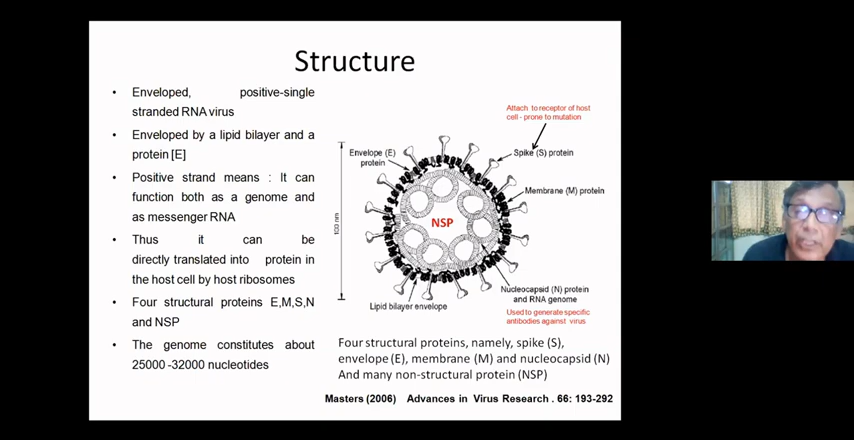 Structure
• Enveloped, positive-single
stranded RNA virus
• Enveloped by a lipid bilayer and a
protein [E]
• Positive strand means : It can
function both as a genome and
as messenger RNA
• Thus it can be
directly translated into protein in
the host cell by host ribosomes
• Four structural proteins E,M,S,N
and NSP
• The genome constitutes about
25000 -32000 nucleotides
Attach to receptor of host
cell - prone to mutation
Envelope (E)
protein
Spike (S) protein
Membrane (M) protein
100 nm
NSP
Nucleocapsid (N) protein
and RNA genome
Lipid bilayer envelope
Used to generate specific
antibodies against virus
Four structural proteins, namely, spike (S),
envelope (E), membrane (M) and nucleocapsid (N)
And many non-structural protein (NSP)
Masters (2006) Advances in Virus Research . 66: 193-292